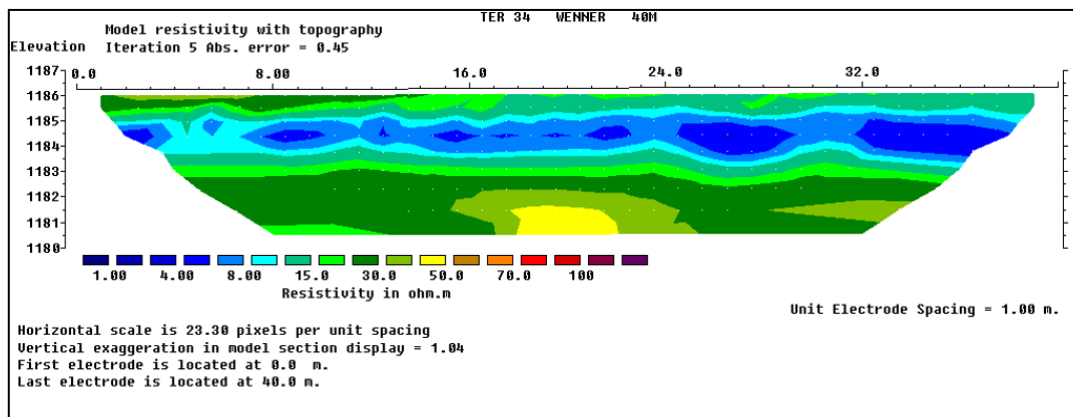 TER 34 WENNER 40M
Model resistivity with topography
Elevation Iteration 5 Abs. error = 0.45
1187 0.0 8.00 16.0 24.0 32.0
1186
1185
1184
1183
1182
1181
1180
1.00 4.00 8.00 15.0 30.0 50.0 70.0 100
Resistivity in ohm.m
Unit Electrode Spacing = 1.00 m.
Horizontal scale is 23.30 pixels per unit spacing
Vertical exaggeration in model section display = 1.04
First electrode is located at 0.0 m.
Last electrode is located at 40.0 m.